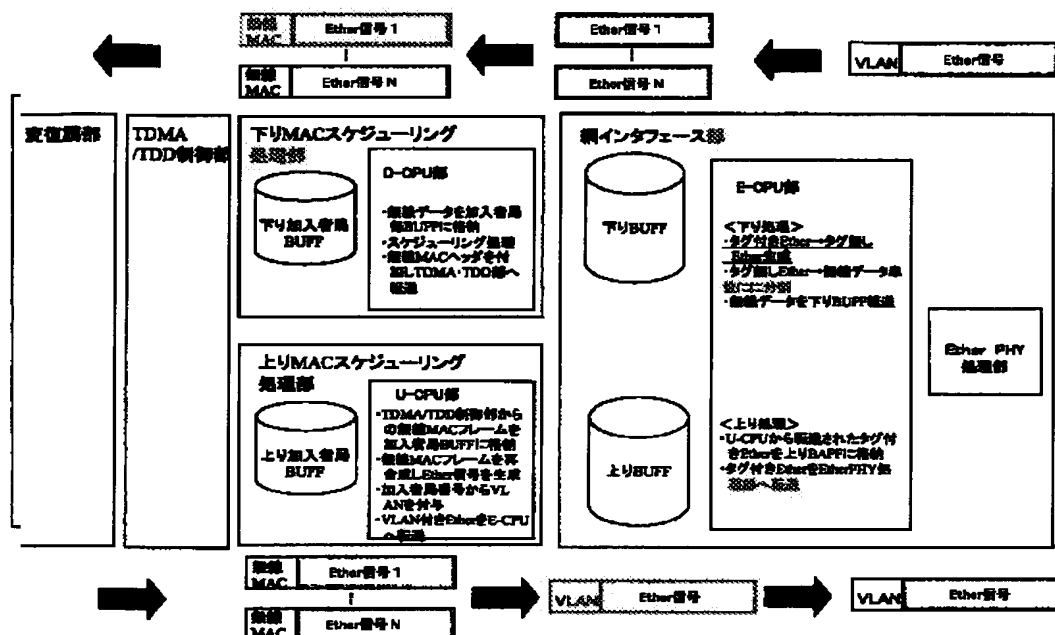 無線
MAC
Ether信号 1
Ether信号 1
VLAN
Ether信号
無線
MAC
Ether信号 N
Ether信号 N
変復調部
TDMA
/TDD制御部
下りMACスケジューリング
処理部
下り加入者局
BUFF
D-CPU部
・無線データを加入者局
部BUFFに格納
・スケジューリング処理
・無線MACヘッダを付
加しTDMA・TDD部へ
転送
網インタフェース部
下りBUFF
E-CPU部
<下り処理>
・タグ付きEther→タグ無し
Ether生成
・タグ無しEther→無線データ単
・無線データを下りBUFF転送
Ether PHY
処理部
上りMACスケジューリング
処理部
上り加入者局
BUFF
U-CPU部
・TDMA/TDD制御部から
の無線MACフレームを
加入者局BUFFに格納
・無線MACフレームを再
合成しEther信号を生成
・加入者局番号からVL
ANを付与
・VLAN付きEtherをE-CPU
へ転送
上りBUFF
<上り処理>
・U-CPUから転送されたタグ付
きEtherを上りBAFFに格納
・タグ付きEtherをEtherPHY処
理部へ転送
無線
MAC
Ether信号 1
VLAN
Ether信号
VLAN
Ether信号
無線
MAC
Ether信号 N